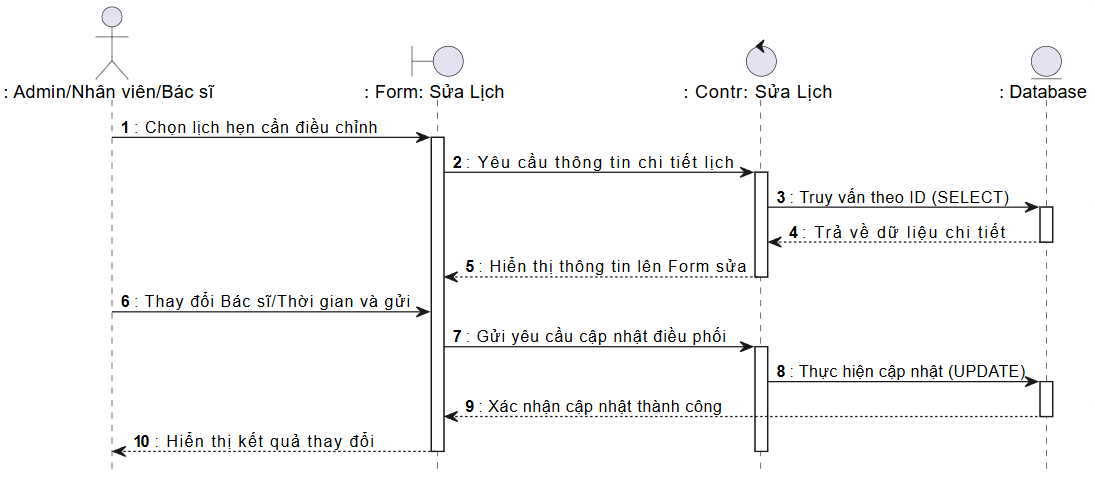 : Admin/Nhân viên/Bác sĩ
: Form: Sửa Lịch
: Contr: Sửa Lịch
: Database
1 : Chọn lịch hẹn cần điều chỉnh
2 : Yêu cầu thông tin chi tiết lịch
3 : Truy vấn theo ID (SELECT)
4 : Trả về dữ liệu chi tiết
5 : Hiển thị thông tin lên Form sửa
6 : Thay đổi Bác sĩ/Thời gian và gửi
7 : Gửi yêu cầu cập nhật điều phối
8 : Thực hiện cập nhật (UPDATE)
9 : Xác nhận cập nhật thành công
10 : Hiển thị kết quả thay đổi